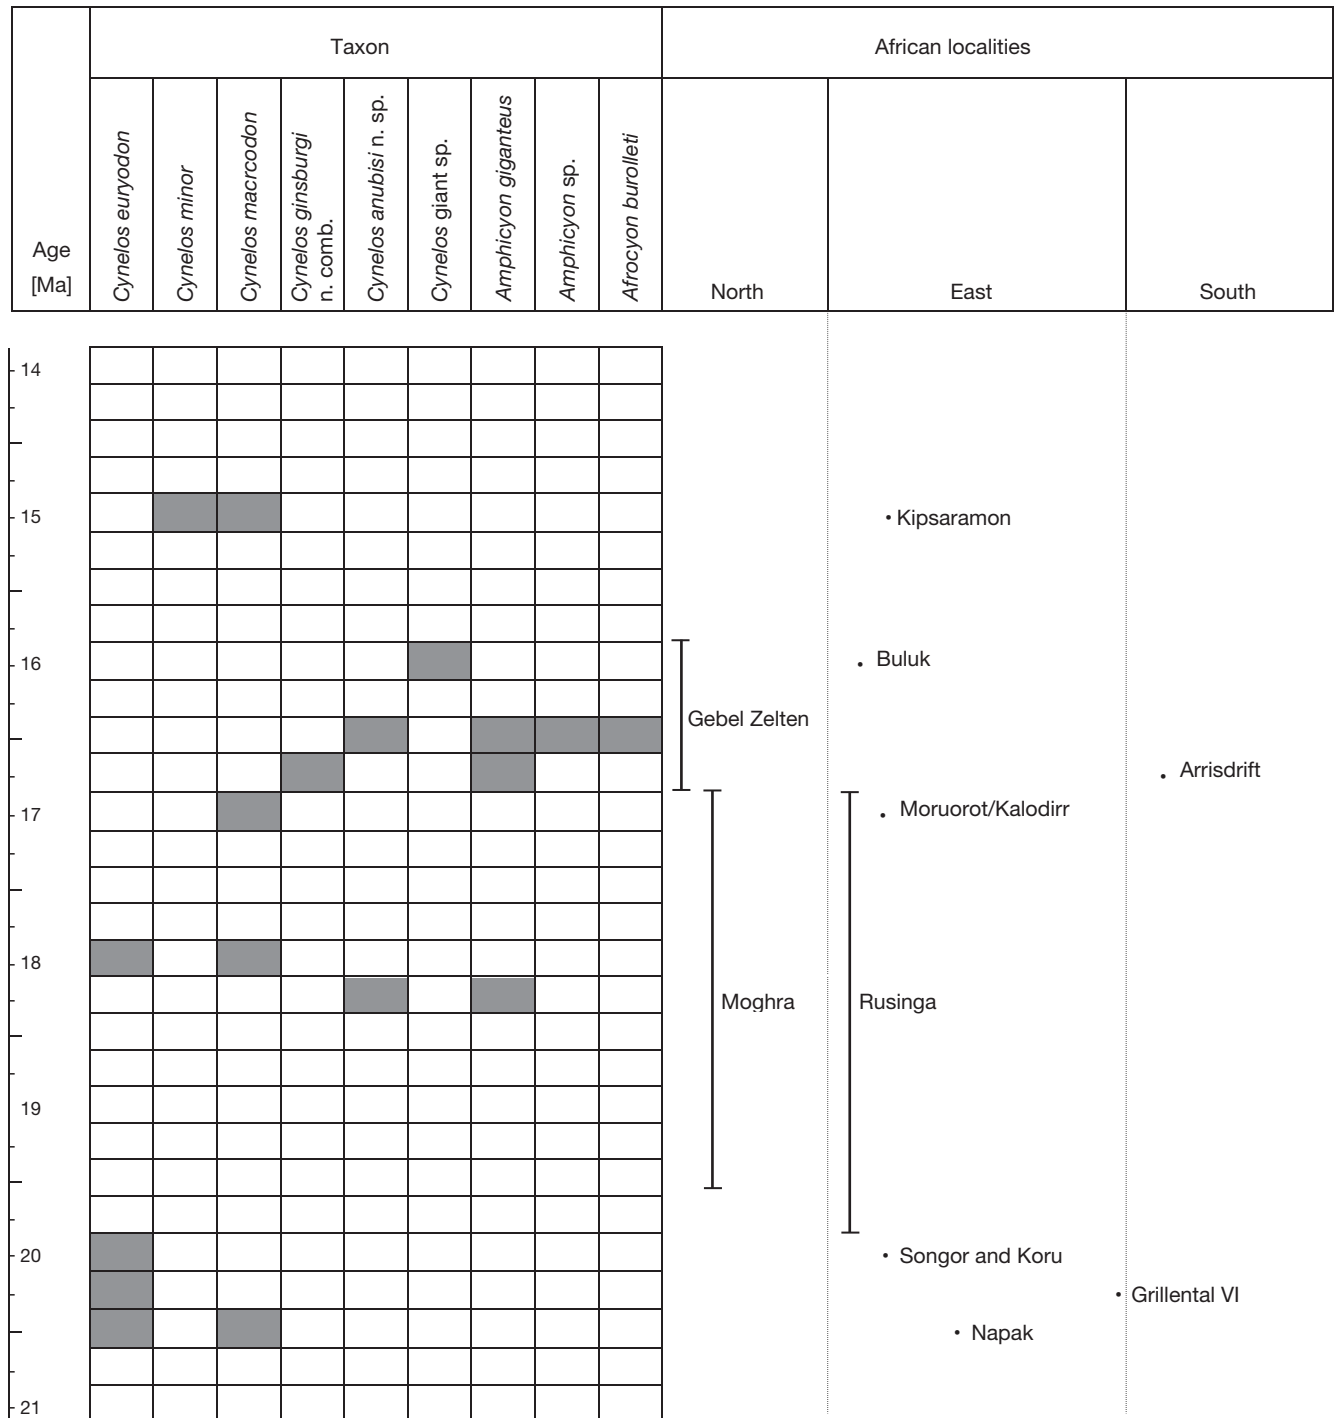 Taxon
African localities
Age
[Ma]
Cynelos euryodon
Cynelos minor
Cynelos macrcodon
Cynelos ginsburgi
n. comb.
Cynelos anubisi n. sp.
Cynelos giant sp.
Amphicyon giganteus
Amphicyon sp.
Afrocyon burolleti
North
East
South
14
15
Kipsaramon
16
Buluk
Gebel Zelten
Arrisdrift
17
Moruorot/Kalodirr
18
Moghra
Rusinga
19
20
Songor and Koru
Grillental VI
Napak
21